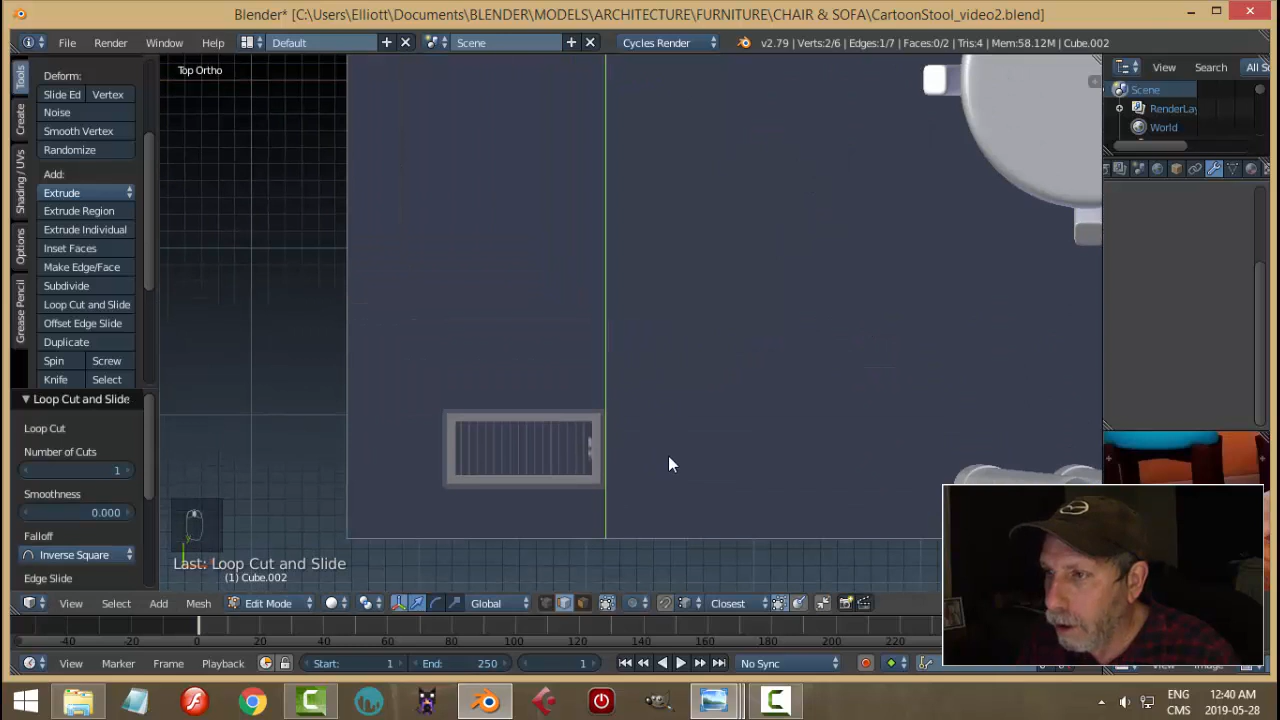 Blender* [C:\Users\Elliott\Documents\BLENDER\MODELS\ARCHITECTURE\FURNITURE\CHAIR & SOFA\CartoonStool_video2.blend]
File Render Window Help Default Scene Cycles Render v2.79 | Verts:2/6 | Edges:1/7 | Faces:0/2 | Tris:4 | Mem:58.12M | Cube.002
View Search All S
Top Ortho
Tools
Create
Shading / UVs
Options
Grease Pencil
Deform:
Slide Ed Vertex
Noise
Smooth Vertex
Randomize
Add:
Extrude
Extrude Region
Extrude Individual
Inset Faces
Make Edge/Face
Subdivide
Loop Cut and Slide
Offset Edge Slide
Duplicate
Spin Screw
Knife Select
Loop Cut and Slide
Loop Cut
Number of Cuts
1
Smoothness
0.000
Falloff
Inverse Square
Edge Slide
Scene
RenderLay
World
Last: Loop Cut and Slide
(1) Cube.002
View Select Add Mesh Edit Mode Global Closest
-40 -20 0 20 40 60 80 100 120 140 160 180 200 220
View Marker Frame Playback Start: 1 End: 250 1 No Sync
ENG 12:40 AM
CMS 2019-05-28